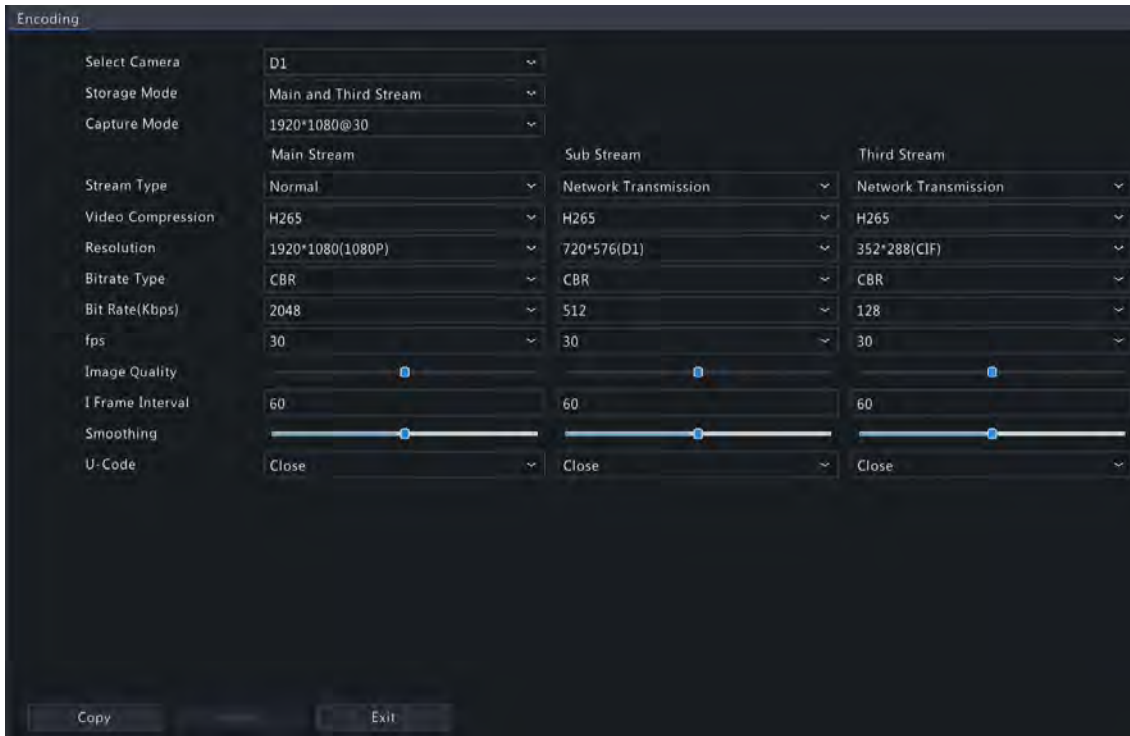 Encoding
Select Camera D1
Storage Mode Main and Third Stream
Capture Mode 1920*1080@30
Main Stream Sub Stream Third Stream
Stream Type Normal Network Transmission Network Transmission
Video Compression H265 H265 H265
Resolution 1920*1080(1080P) 720*576(D1) 352*288(CIF)
Bitrate Type CBR CBR CBR
Bit Rate(Kbps) 2048 512 128
fps 30 30 30
Image Quality
I Frame Interval 60 60 60
Smoothing
U-Code Close Close Close
Copy Exit